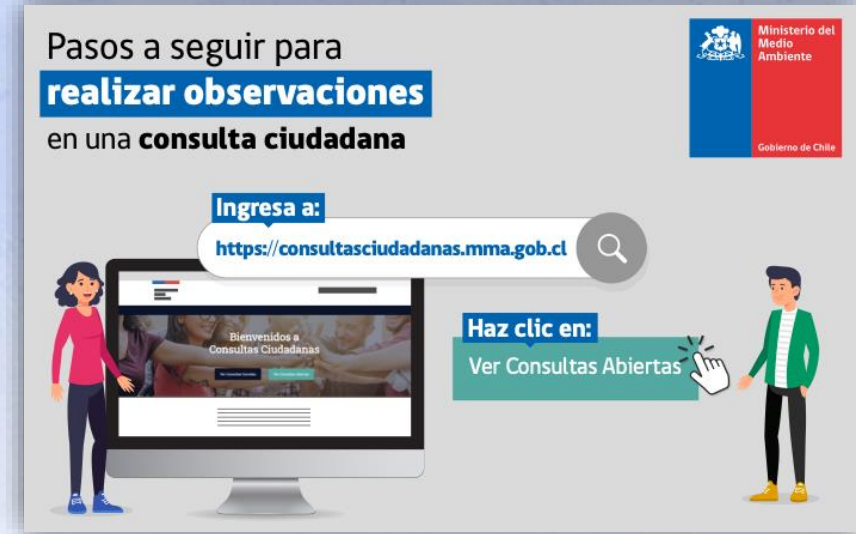 Pasos a seguir para
realizar observaciones
en una consulta ciudadana
Ministerio del
Medio
Ambiente
Gobierno de Chile
Ingresa a:
https://consultasciudadanas.mma.gob.cl
Bienvenidos a
Consultas Ciudadanas
Haz clic en:
Ver Consultas Abiertas